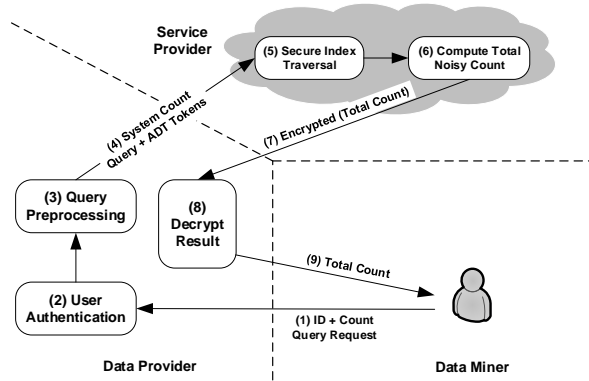 Service
Provider
(5) Secure Index
Traversal
(6) Compute Total
Noisy Count
(4) System Count
Query + ADT Tokens
(7) Encrypted (Total Count)
(3) Query
Preprocessing
(8)
Decrypt
Result
(9) Total Count
(2) User
Authentication
(1) ID + Count
Query Request
Data Provider
Data Miner